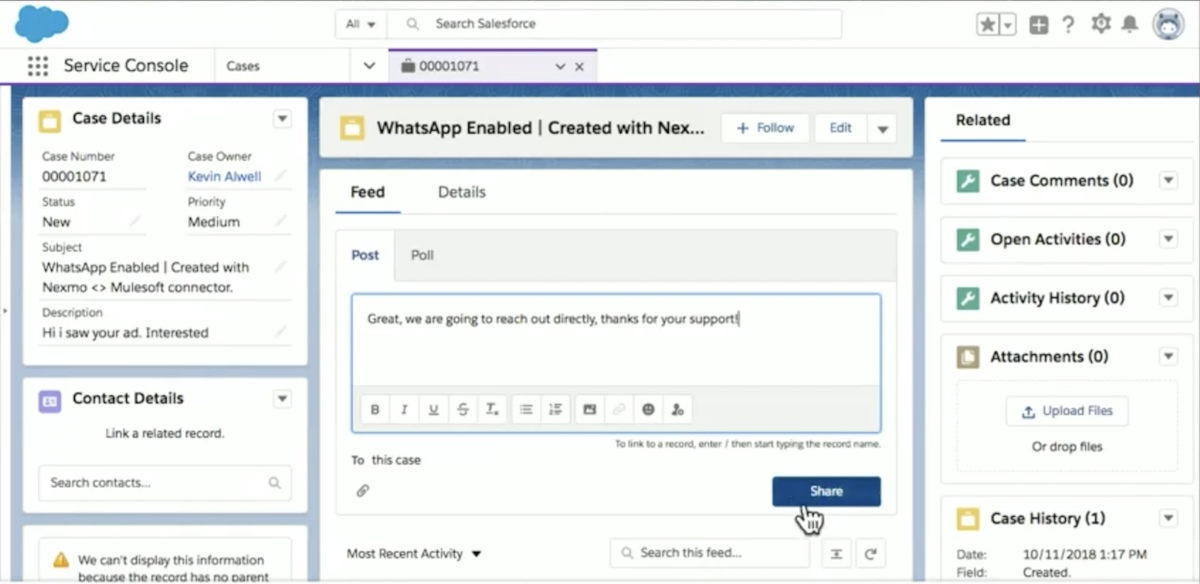 All
Search Salesforce
Service Console
Cases
00001071
Case Details
Case Number
Case Owner
00001071
Kevin Alwell
Status
Priority
New
Medium
Subject
WhatsApp Enabled | Created with
Nexmo <> Mulesoft connector.
Description
Hi i saw your ad. Interested
Contact Details
Link a related record.
Search contacts...
We can't display this information
because the record has no parent
WhatsApp Enabled | Created with Nex...
+ Follow
Edit
Feed
Details
Post
Poll
Great, we are going to reach out directly, thanks for your support!
B I U S Tx
To link to a record, enter / then start typing the record name.
To this case
Share
Most Recent Activity
Search this feed...
Related
Case Comments (0)
Open Activities (0)
Activity History (0)
Attachments (0)
Upload Files
Or drop files
Case History (1)
Date: 10/11/2018 1:17 PM
Field: Created.